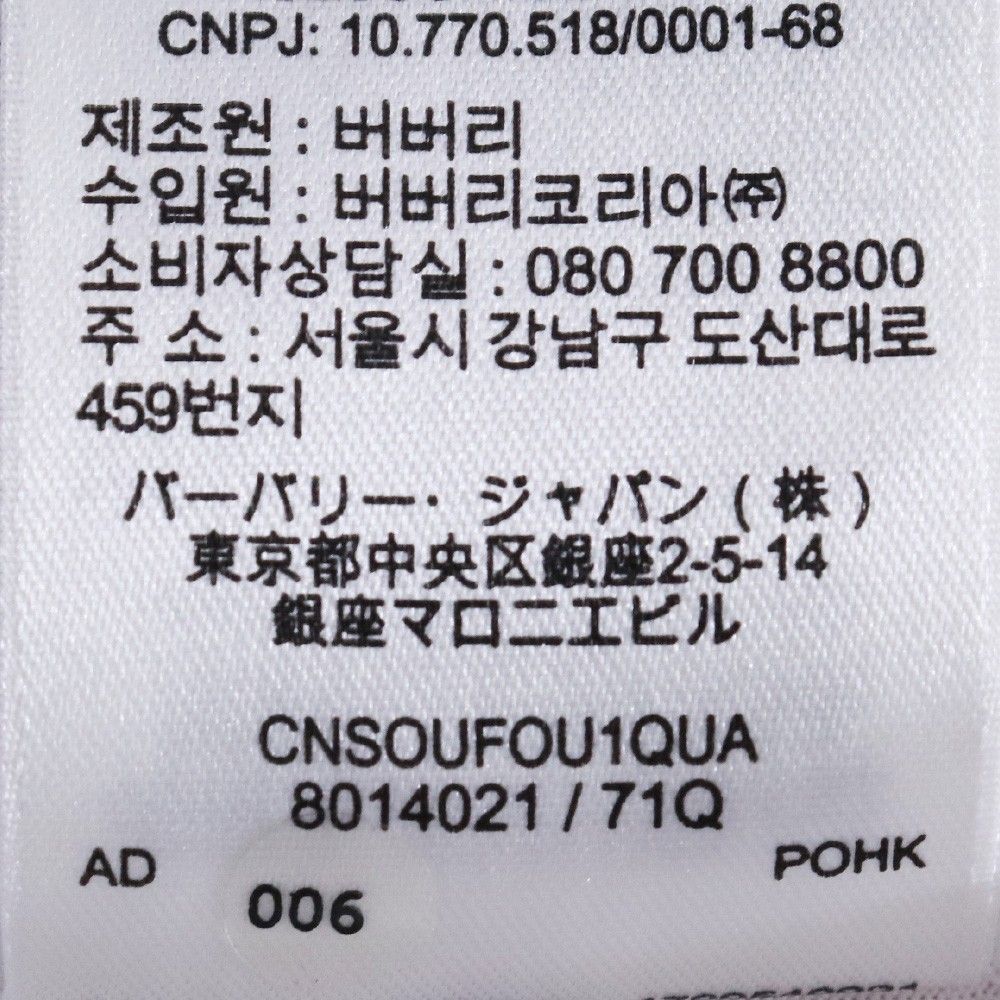 CNPJ: 10.770.518/0001-68
제조원 : 버버리
수입원 : 버버리코리아㈜
소비자상담실 : 080 700 8800
주 소 : 서울시 강남구 도산대로
459번지
バーバリー· ジャパン ( 株 )
東京都中央区銀座2-5-14
銀座マロニエビル
CNSOUFOU1QUA
8014021 / 71Q
AD
POHK
006